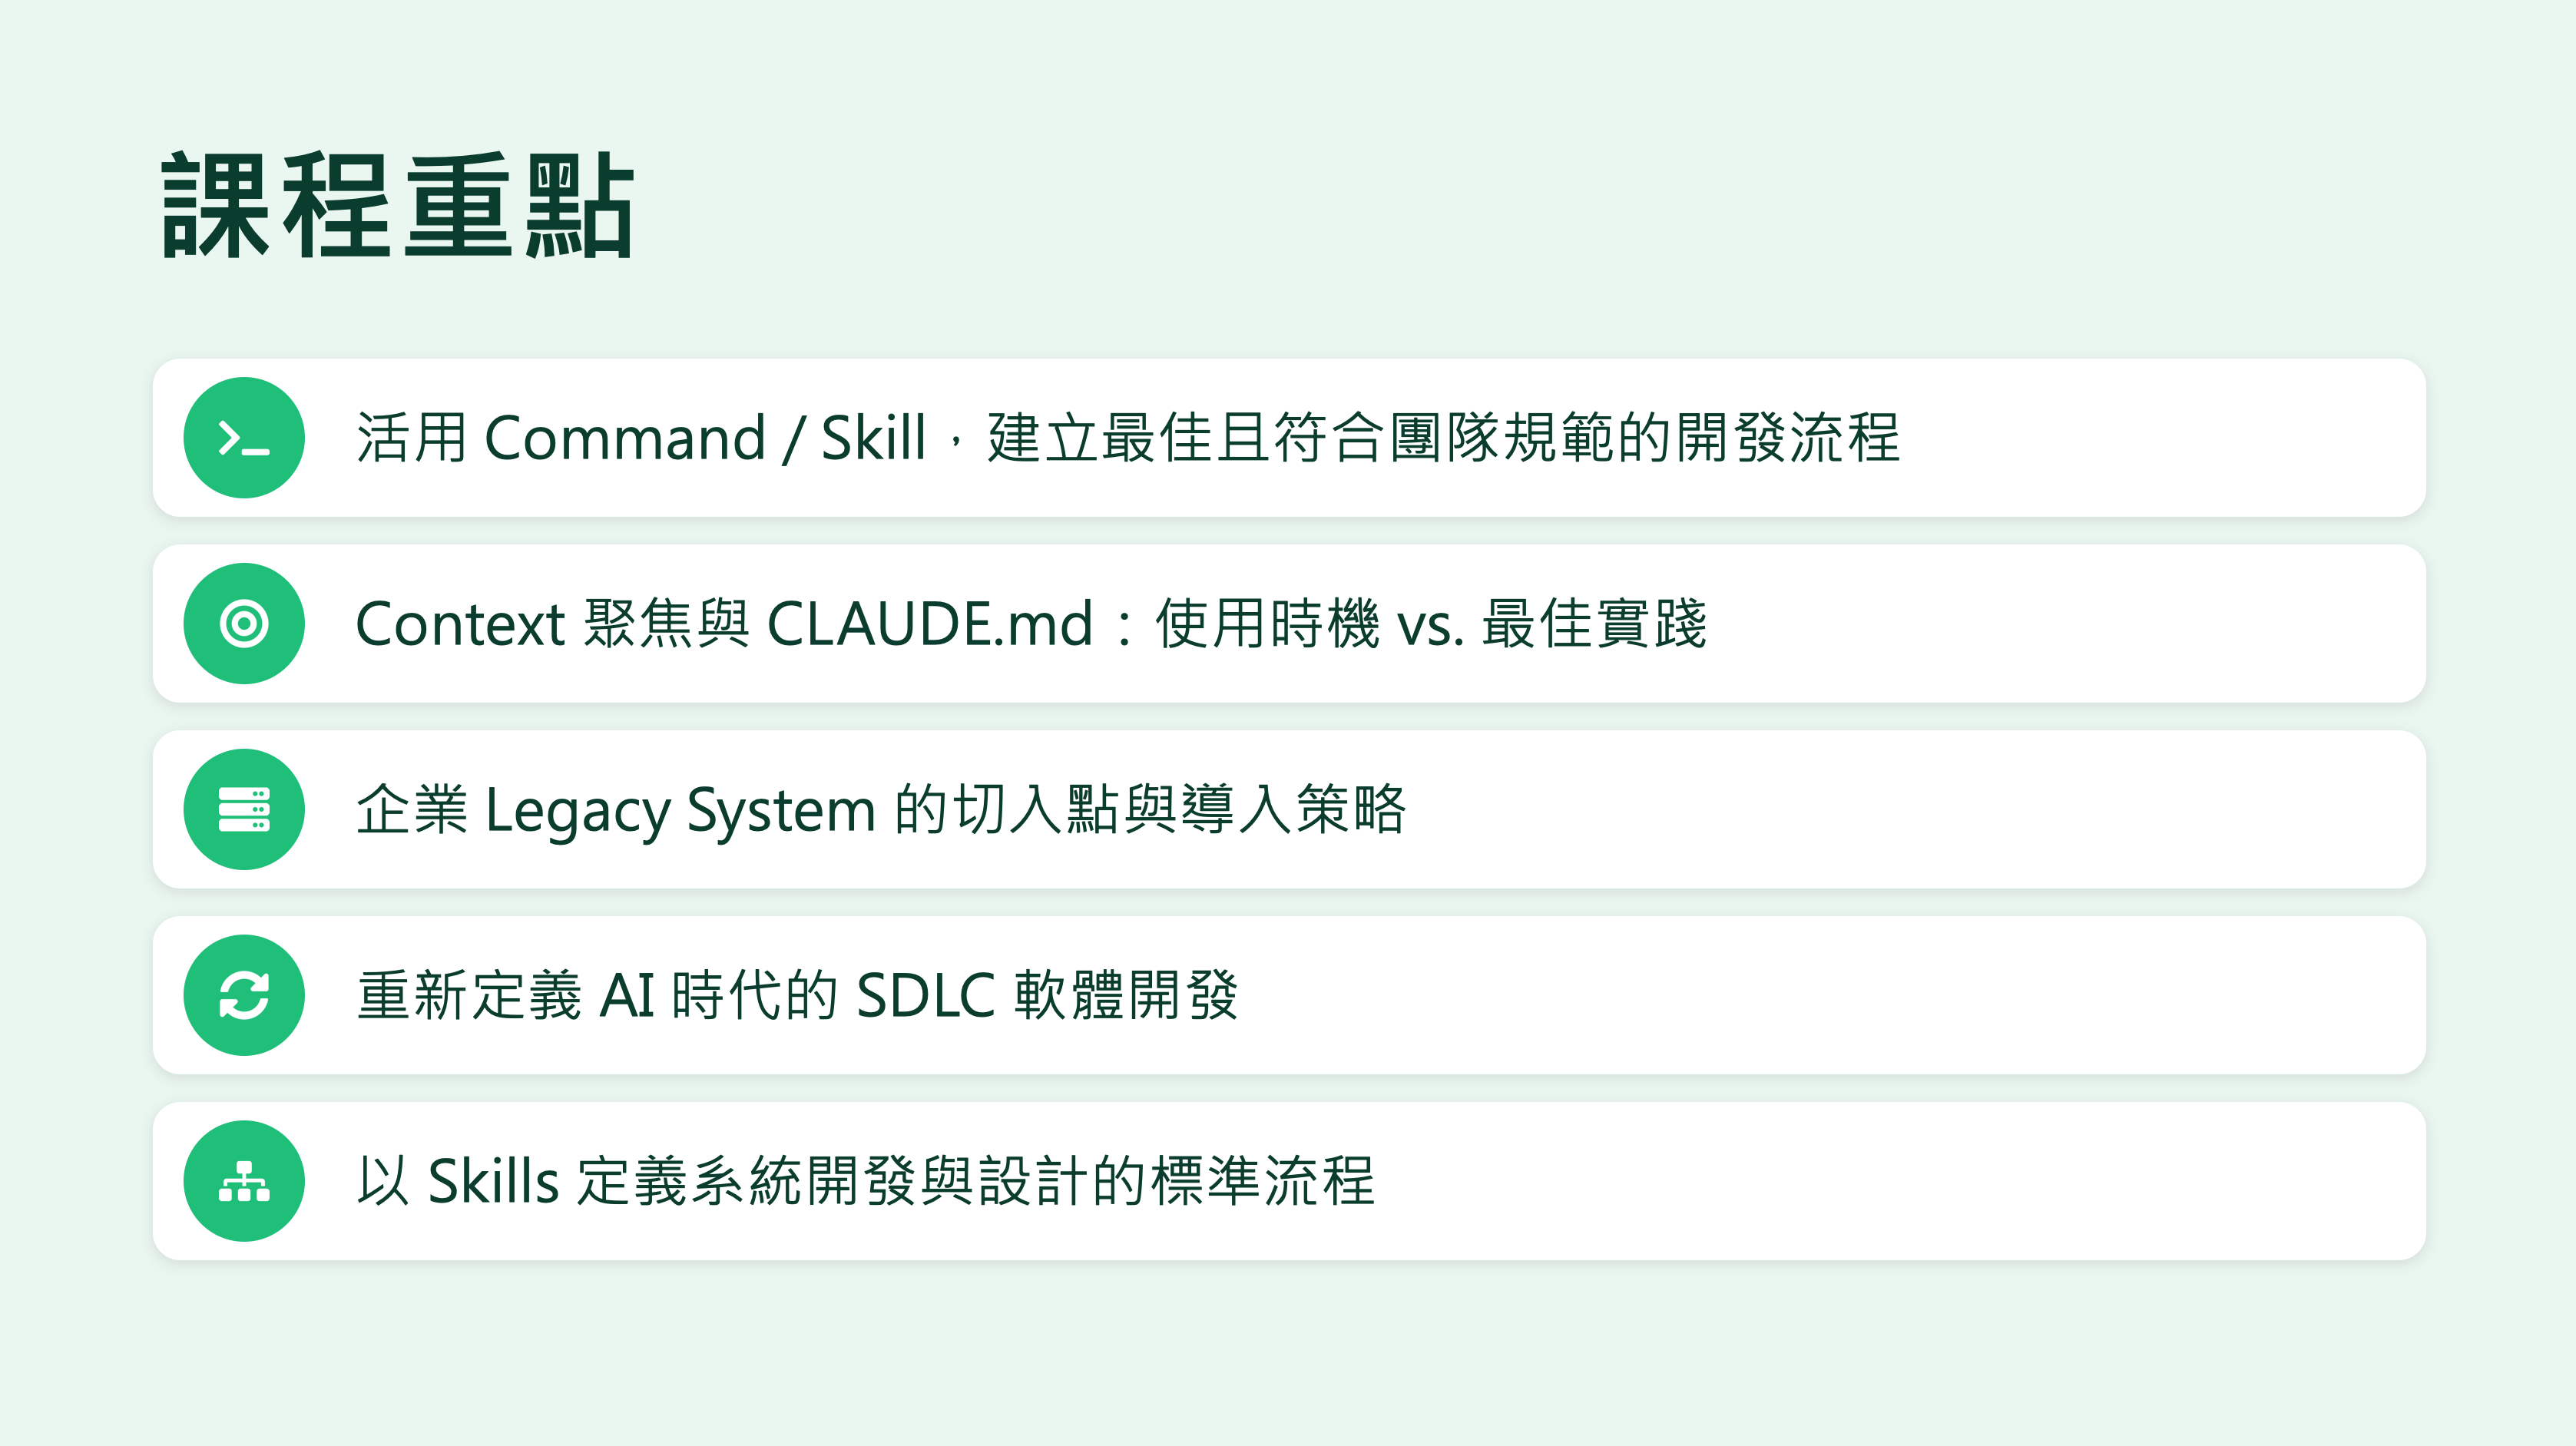 課程重點
活用 Command / Skill，建立最佳且符合團隊規範的開發流程
Context 聚焦與 CLAUDE.md：使用時機 vs. 最佳實踐
企業 Legacy System 的切入點與導入策略
重新定義 AI 時代的 SDLC 軟體開發
以 Skills 定義系統開發與設計的標準流程